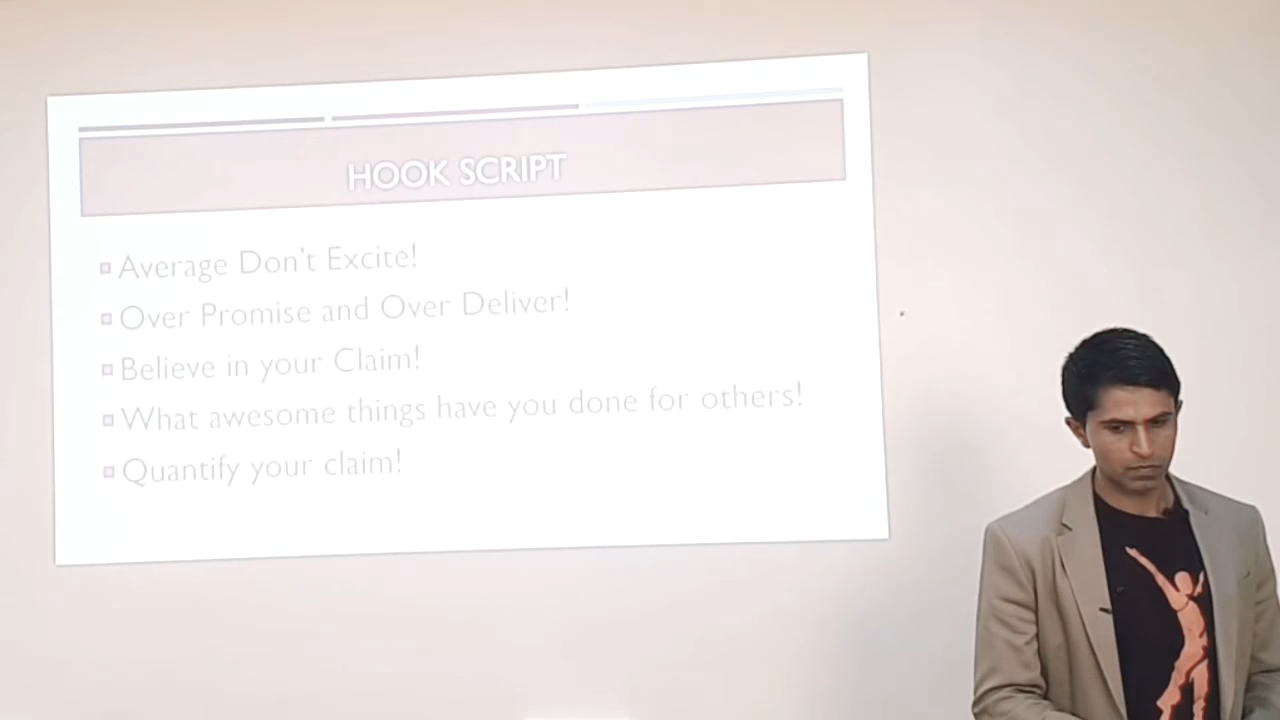 HOOK SCRIPT
Average Don't Excite!
Over Promise and Over Deliver!
Believe in your Claim!
What awesome things have you done for others!
Quantify your claim!